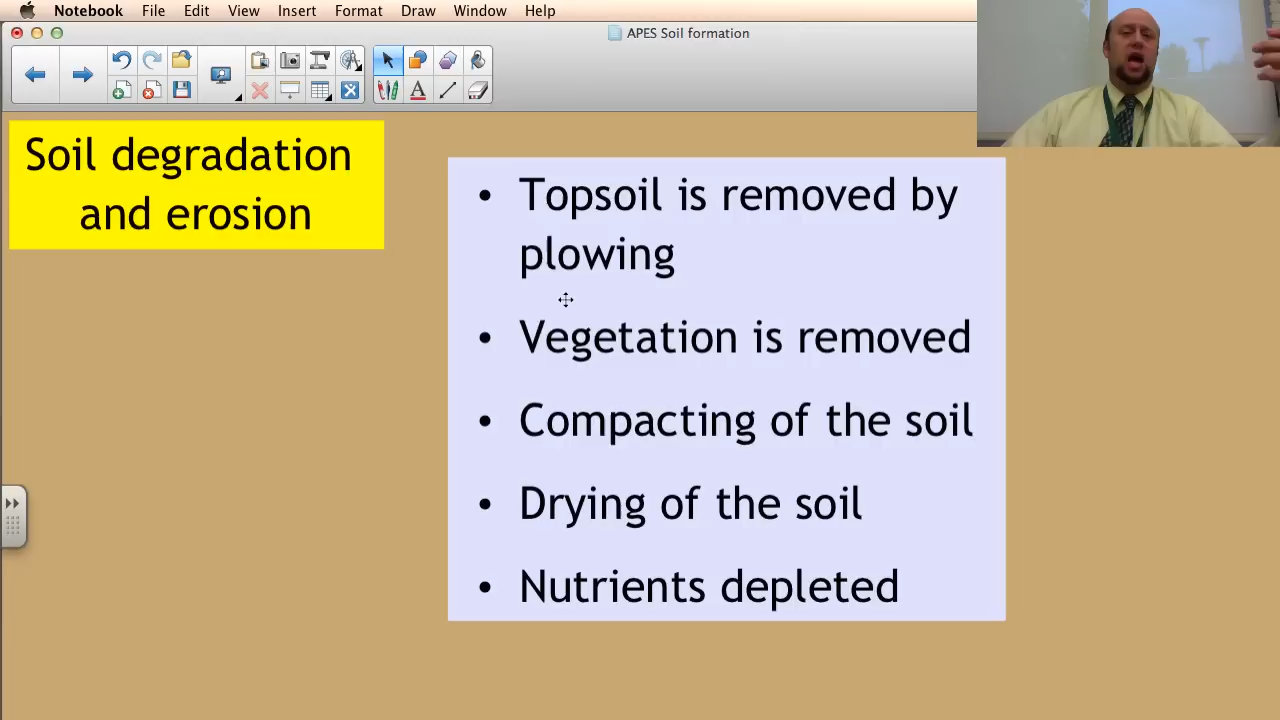 Notebook File Edit View Insert Format Draw Window Help
APES Soil formation
Soil degradation
and erosion
• Topsoil is removed by
plowing
• Vegetation is removed
• Compacting of the soil
• Drying of the soil
• Nutrients depleted